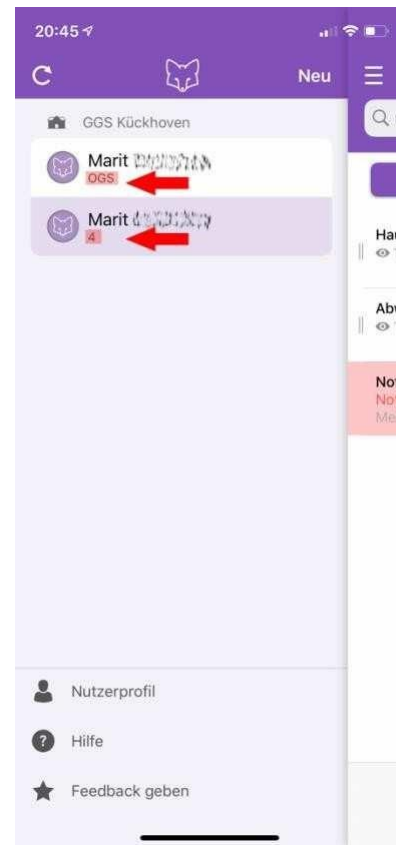 20:45
Neu
GGS Kückhoven
Marit
OGS
Marit
4
Nutzerprofil
Hilfe
Feedback geben